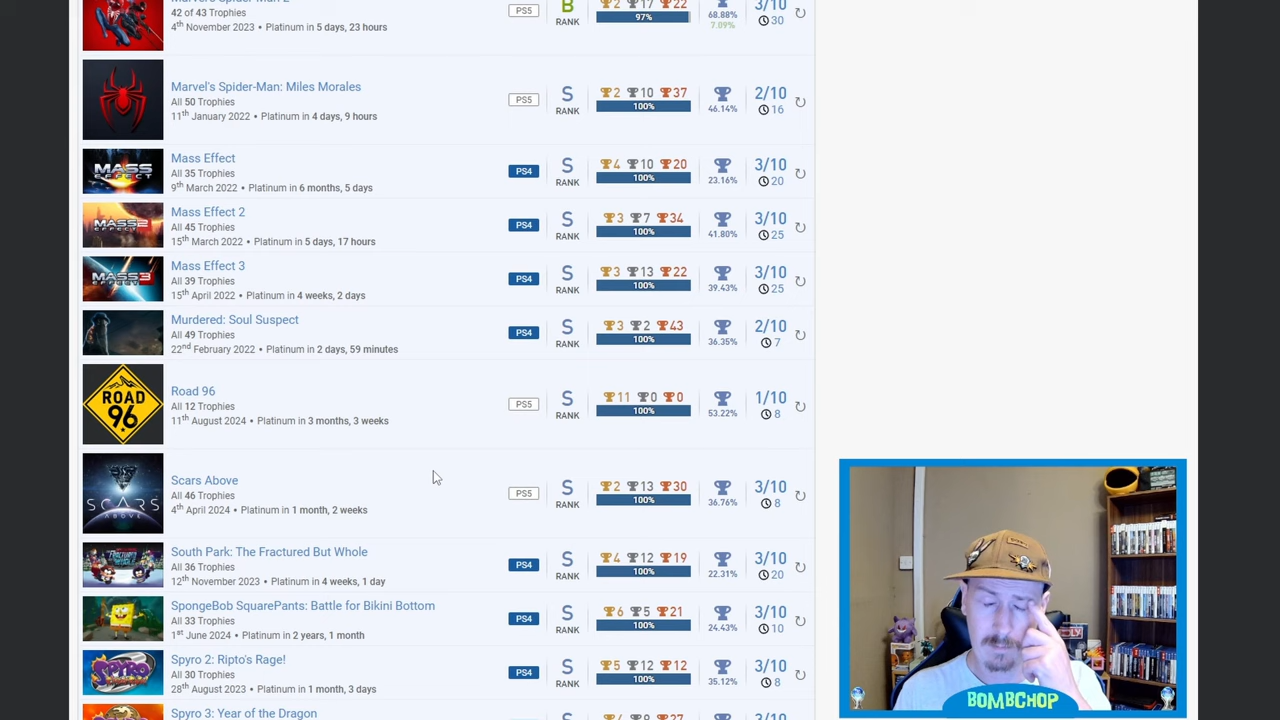 42 of 43 Trophies
4th November 2023 • Platinum in 5 days, 23 hours
PS5
B
RANK
2 17 22
97%
68.88%
7.09%
3/10
30
Marvel's Spider-Man: Miles Morales
All 50 Trophies
11th January 2022 • Platinum in 4 days, 9 hours
PS5
S
RANK
2 10 37
100%
46.14%
2/10
16
MASS EFFECT
Mass Effect
All 35 Trophies
9th March 2022 • Platinum in 6 months, 5 days
PS4
S
RANK
4 10 20
100%
23.16%
3/10
20
MASS2 EFFECT
Mass Effect 2
All 45 Trophies
15th March 2022 • Platinum in 5 days, 17 hours
PS4
S
RANK
3 7 34
100%
41.80%
3/10
25
MASS3 EFFECT
Mass Effect 3
All 39 Trophies
15th April 2022 • Platinum in 4 weeks, 2 days
PS4
S
RANK
3 13 22
100%
39.43%
3/10
25
Murdered: Soul Suspect
All 49 Trophies
22nd February 2022 • Platinum in 2 days, 59 minutes
PS4
S
RANK
3 2 43
100%
36.35%
2/10
7
ROAD
96
Road 96
All 12 Trophies
11th August 2024 • Platinum in 3 months, 3 weeks
PS5
S
RANK
11 0 0
100%
53.22%
1/10
8
SCARS
ABOVE
Scars Above
All 46 Trophies
4th April 2024 • Platinum in 1 month, 2 weeks
PS5
S
RANK
2 13 30
100%
36.76%
3/10
8
South Park: The Fractured But Whole
All 36 Trophies
12th November 2023 • Platinum in 4 weeks, 1 day
PS4
S
RANK
4 12 19
100%
22.31%
3/10
20
SpongeBob SquarePants: Battle for Bikini Bottom
All 33 Trophies
1st June 2024 • Platinum in 2 years, 1 month
PS4
S
RANK
6 5 21
100%
24.43%
3/10
10
SPYRO
Spyro 2: Ripto's Rage!
All 30 Trophies
28th August 2023 • Platinum in 1 month, 3 days
PS4
S
RANK
5 12 12
100%
35.12%
3/10
8
Spyro 3: Year of the Dragon
BOMBCHOP